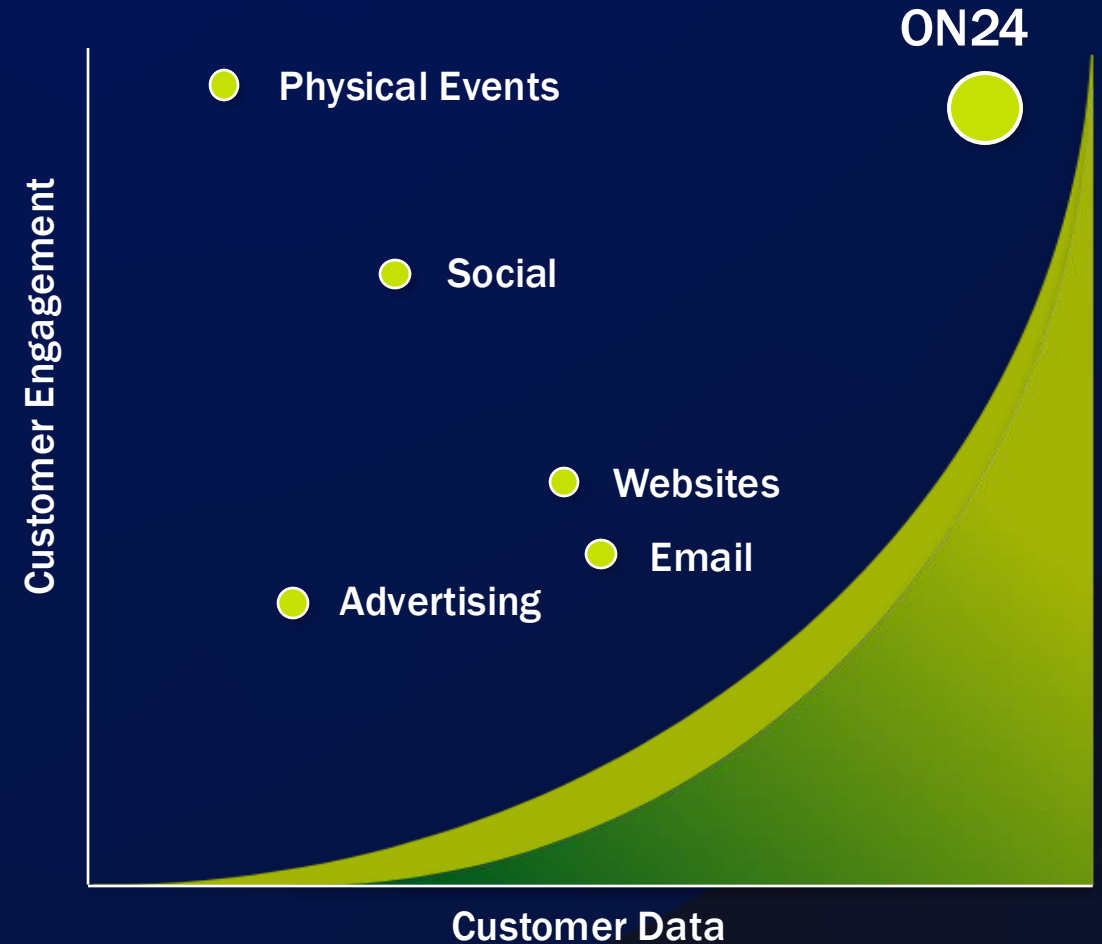 ON24
Physical Events
Social
Websites
Email
Advertising
Customer Engagement
Customer Data